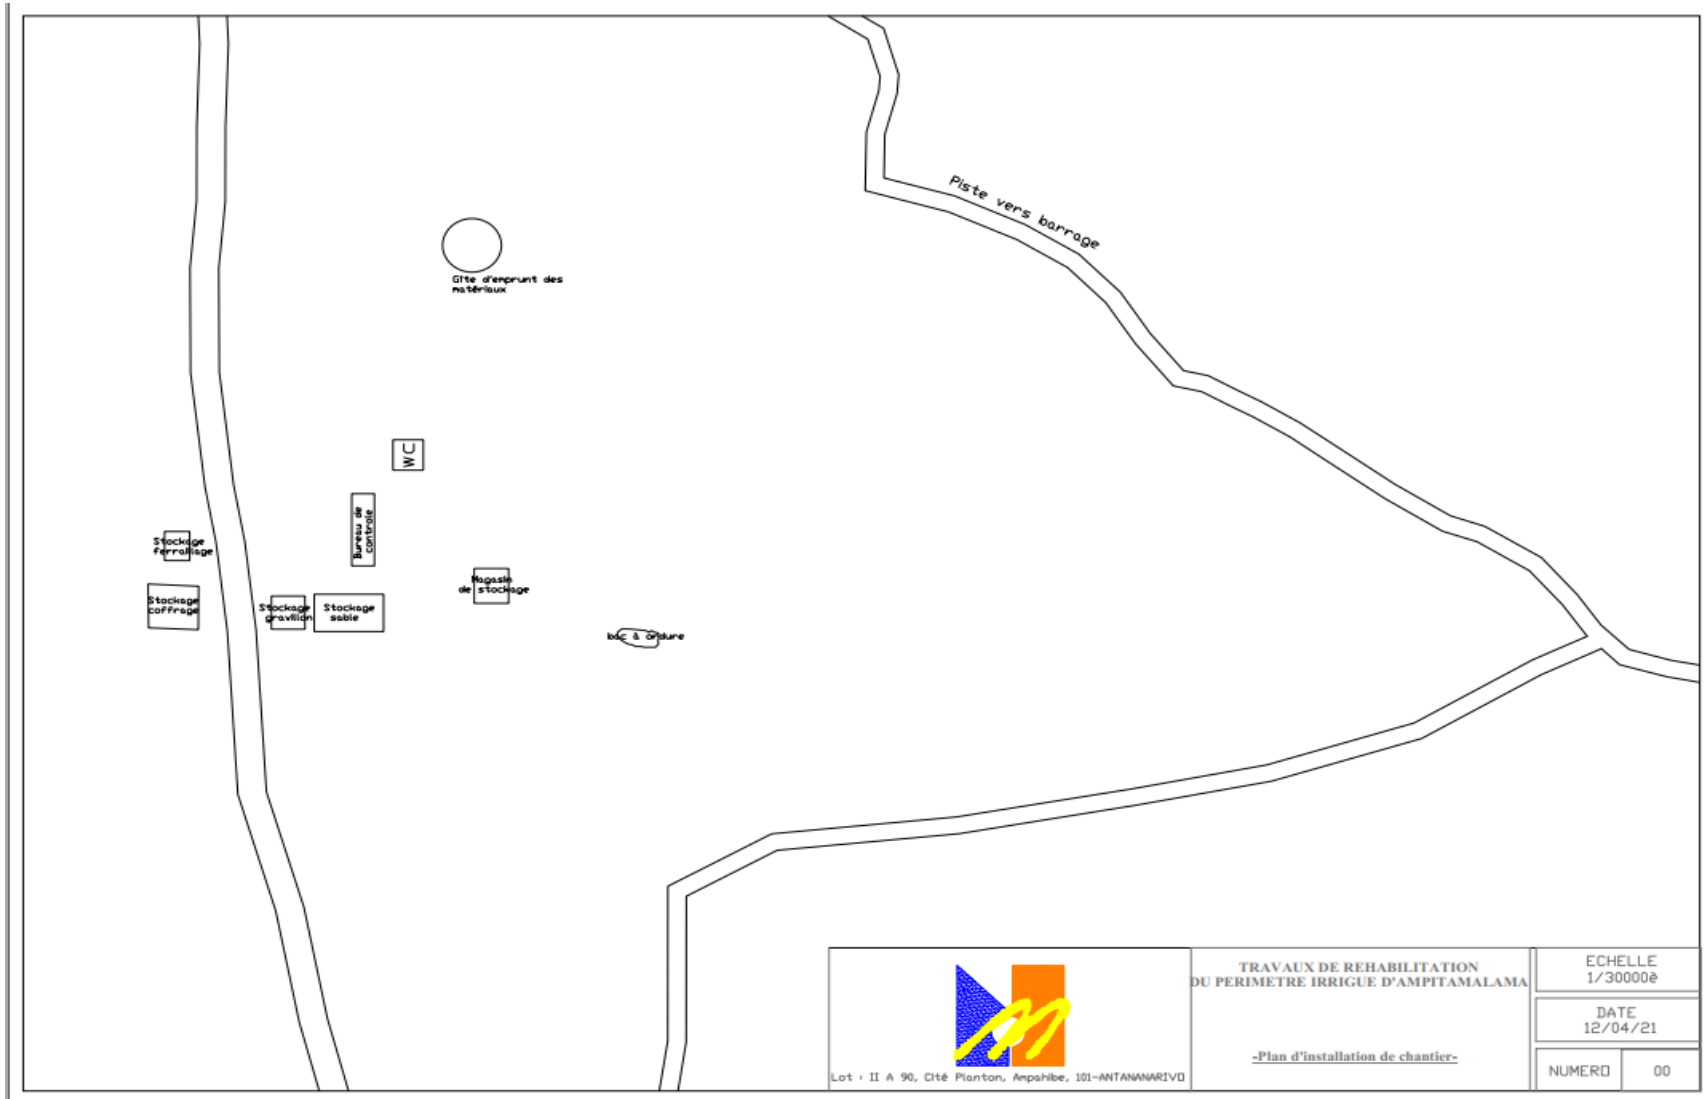 Piste vers barrage
Gîte d'emprunt des
matériaux
WC
Bureau de
controle
Stockage
ferrailage
Magasin
de stockage
Stockage
coffrage
Stockage
gravillon
Stockage
sable
bac à ordure
TRAVAUX DE REHABILITATION
DU PERIMETRE IRRIGUE D'AMPITAMALAMA
-Plan d'installation de chantier-
ECHELLE
1/30000è
DATE
12/04/21
NUMERO 00
Lot : II A 90, Cité Planton, Ampahibe, 101-ANTANANARIVO